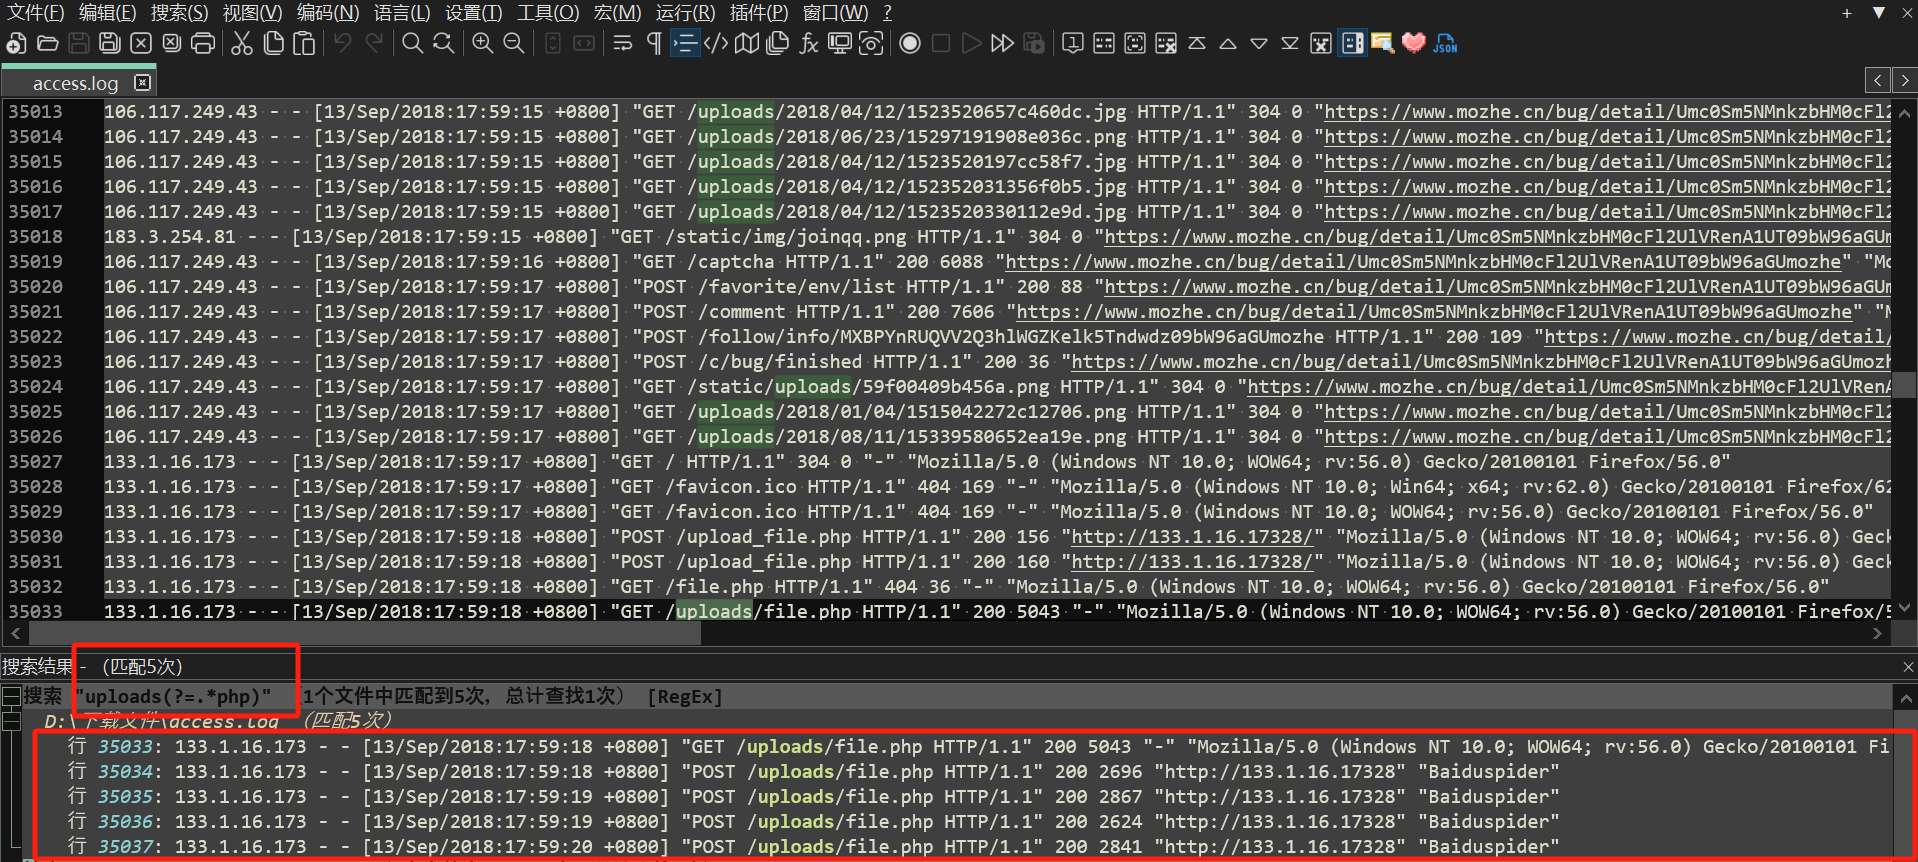 文件(F) 编辑(E) 搜索(S) 视图(V) 编码(N) 语言(L) 设置(T) 工具(O) 宏(M) 运行(R) 插件(P) 窗口(W) ?
JSON
access.log
35013 106.117.249.43 - - [13/Sep/2018:17:59:15 +0800] "GET /uploads/2018/04/12/1523520657c460dc.jpg HTTP/1.1" 304 0 "https://www.mozhe.cn/bug/detail/Umc0Sm5NMnkzbHM0cFl2
35014 106.117.249.43 - - [13/Sep/2018:17:59:15 +0800] "GET /uploads/2018/06/23/15297191908e036c.png HTTP/1.1" 304 0 "https://www.mozhe.cn/bug/detail/Umc0Sm5NMnkzbHM0cFl2
35015 106.117.249.43 - - [13/Sep/2018:17:59:15 +0800] "GET /uploads/2018/04/12/1523520197cc58f7.jpg HTTP/1.1" 304 0 "https://www.mozhe.cn/bug/detail/Umc0Sm5NMnkzbHM0cFl2
35016 106.117.249.43 - - [13/Sep/2018:17:59:15 +0800] "GET /uploads/2018/04/12/152352031356f0b5.jpg HTTP/1.1" 304 0 "https://www.mozhe.cn/bug/detail/Umc0Sm5NMnkzbHM0cFl2
35017 106.117.249.43 - - [13/Sep/2018:17:59:15 +0800] "GET /uploads/2018/04/12/1523520330112e9d.jpg HTTP/1.1" 304 0 "https://www.mozhe.cn/bug/detail/Umc0Sm5NMnkzbHM0cFl2
35018 183.3.254.81 - - [13/Sep/2018:17:59:15 +0800] "GET /static/img/joinqq.png HTTP/1.1" 304 0 "https://www.mozhe.cn/bug/detail/Umc0Sm5NMnkzbHM0cFl2UlVRenA1UT09bW96aGUm
35019 106.117.249.43 - - [13/Sep/2018:17:59:16 +0800] "GET /captcha HTTP/1.1" 200 6088 "https://www.mozhe.cn/bug/detail/Umc0Sm5NMnkzbHM0cFl2UlVRenA1UT09bW96aGUmozhe" "Mo
35020 106.117.249.43 - - [13/Sep/2018:17:59:17 +0800] "POST /favorite/env/list HTTP/1.1" 200 88 "https://www.mozhe.cn/bug/detail/Umc0Sm5NMnkzbHM0cFl2UlVRenA1UT09bW96aGUm
35021 106.117.249.43 - - [13/Sep/2018:17:59:17 +0800] "POST /comment HTTP/1.1" 200 7606 "https://www.mozhe.cn/bug/detail/Umc0Sm5NMnkzbHM0cFl2UlVRenA1UT09bW96aGUmozhe" "M
35022 106.117.249.43 - - [13/Sep/2018:17:59:17 +0800] "POST /follow/info/MXBPYnRUQVV2Q3hlWGZKelk5Tndwdz09bW96aGUmozhe HTTP/1.1" 200 109 "https://www.mozhe.cn/bug/detail/
35023 106.117.249.43 - - [13/Sep/2018:17:59:17 +0800] "POST /c/bug/finished HTTP/1.1" 200 36 "https://www.mozhe.cn/bug/detail/Umc0Sm5NMnkzbHM0cFl2UlVRenA1UT09bW96aGUmozh
35024 106.117.249.43 - - [13/Sep/2018:17:59:17 +0800] "GET /static/uploads/59f00409b456a.png HTTP/1.1" 304 0 "https://www.mozhe.cn/bug/detail/Umc0Sm5NMnkzbHM0cFl2UlVRenA
35025 106.117.249.43 - - [13/Sep/2018:17:59:17 +0800] "GET /uploads/2018/01/04/1515042272c12706.png HTTP/1.1" 304 0 "https://www.mozhe.cn/bug/detail/Umc0Sm5NMnkzbHM0cFl2
35026 106.117.249.43 - - [13/Sep/2018:17:59:17 +0800] "GET /uploads/2018/08/11/15339580652ea19e.png HTTP/1.1" 304 0 "https://www.mozhe.cn/bug/detail/Umc0Sm5NMnkzbHM0cFl2
35027 133.1.16.173 - - [13/Sep/2018:17:59:17 +0800] "GET / HTTP/1.1" 304 0 "-" "Mozilla/5.0 (Windows NT 10.0; WOW64; rv:56.0) Gecko/20100101 Firefox/56.0"
35028 133.1.16.173 - - [13/Sep/2018:17:59:17 +0800] "GET /favicon.ico HTTP/1.1" 404 169 "-" "Mozilla/5.0 (Windows NT 10.0; Win64; x64; rv:62.0) Gecko/20100101 Firefox/62
35029 133.1.16.173 - - [13/Sep/2018:17:59:17 +0800] "GET /favicon.ico HTTP/1.1" 404 169 "-" "Mozilla/5.0 (Windows NT 10.0; WOW64; rv:56.0) Gecko/20100101 Firefox/56.0"
35030 133.1.16.173 - - [13/Sep/2018:17:59:18 +0800] "POST /upload_file.php HTTP/1.1" 200 156 "http://133.1.16.17328/" "Mozilla/5.0 (Windows NT 10.0; WOW64; rv:56.0) Geck
35031 133.1.16.173 - - [13/Sep/2018:17:59:18 +0800] "POST /upload_file.php HTTP/1.1" 200 160 "http://133.1.16.17328/" "Mozilla/5.0 (Windows NT 10.0; WOW64; rv:56.0) Geck
35032 133.1.16.173 - - [13/Sep/2018:17:59:18 +0800] "GET /file.php HTTP/1.1" 404 36 "-" "Mozilla/5.0 (Windows NT 10.0; WOW64; rv:56.0) Gecko/20100101 Firefox/56.0"
35033 133.1.16.173 - - [13/Sep/2018:17:59:18 +0800] "GET /uploads/file.php HTTP/1.1" 200 5043 "-" "Mozilla/5.0 (Windows NT 10.0; WOW64; rv:56.0) Gecko/20100101 Firefox/5
搜索结果 - （匹配5次）
搜索 "uploads(?=.*php)" （1个文件中匹配到5次，总计查找1次） [RegEx]
D:\下载文件\access.log （匹配5次）
行 35033: 133.1.16.173 - - [13/Sep/2018:17:59:18 +0800] "GET /uploads/file.php HTTP/1.1" 200 5043 "-" "Mozilla/5.0 (Windows NT 10.0; WOW64; rv:56.0) Gecko/20100101 Fi
行 35034: 133.1.16.173 - - [13/Sep/2018:17:59:18 +0800] "POST /uploads/file.php HTTP/1.1" 200 2696 "http://133.1.16.17328" "Baiduspider"
行 35035: 133.1.16.173 - - [13/Sep/2018:17:59:19 +0800] "POST /uploads/file.php HTTP/1.1" 200 2867 "http://133.1.16.17328" "Baiduspider"
行 35036: 133.1.16.173 - - [13/Sep/2018:17:59:19 +0800] "POST /uploads/file.php HTTP/1.1" 200 2624 "http://133.1.16.17328" "Baiduspider"
行 35037: 133.1.16.173 - - [13/Sep/2018:17:59:20 +0800] "POST /uploads/file.php HTTP/1.1" 200 2841 "http://133.1.16.17328" "Baiduspider"